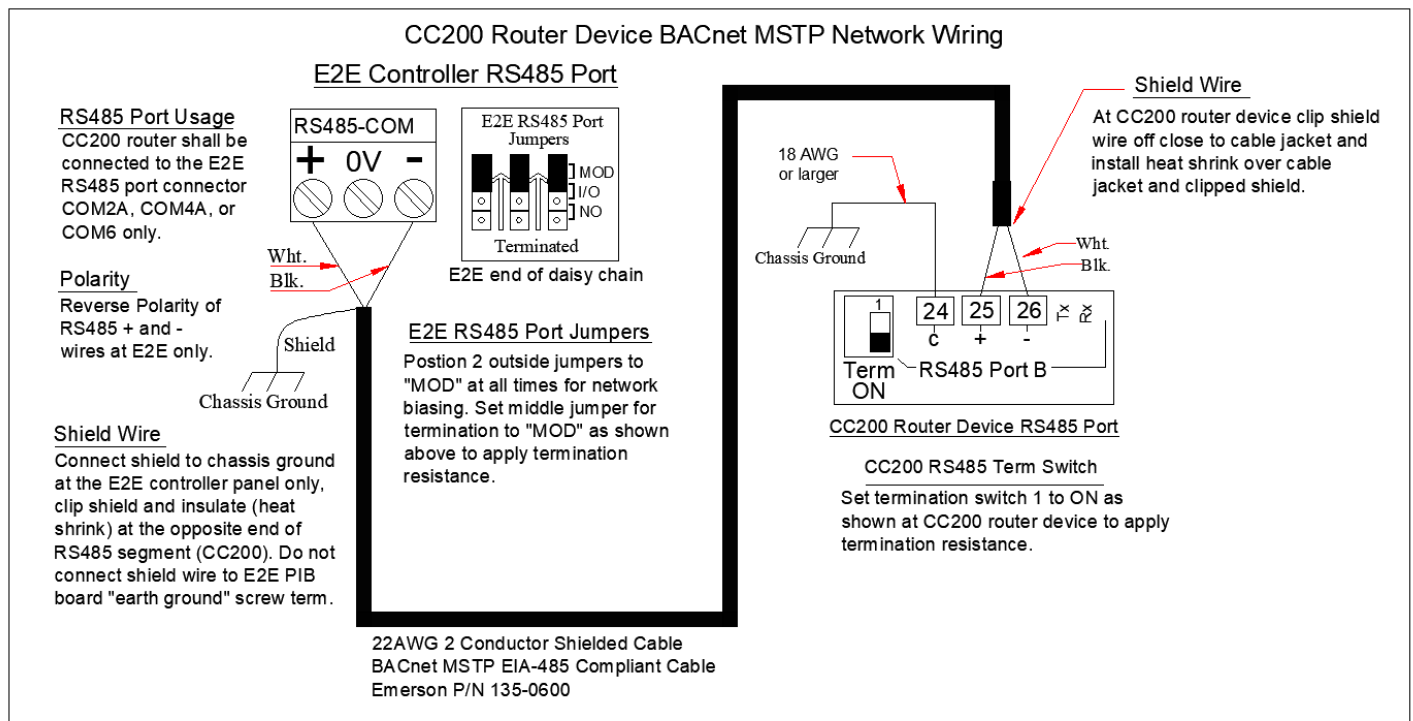 CC200 Router Device BACnet MSTP Network Wiring
E2E Controller RS485 Port
RS485 Port Usage
CC200 router shall be
connected to the E2E
RS485 port connector
COM2A, COM4A, or
COM6 only.
Polarity
Reverse Polarity of
RS485 + and -
wires at E2E only.
RS485-COM
+ 0V -
E2E RS485 Port
Jumpers
MOD
I/O
NO
Terminated
E2E end of daisy chain
Wht.
Blk.
Shield
Chassis Ground
Shield Wire
Connect shield to chassis ground
at the E2E controller panel only,
clip shield and insulate (heat
shrink) at the opposite end of
RS485 segment (CC200). Do not
connect shield wire to E2E PIB
board "earth ground" screw term.
E2E RS485 Port Jumpers
Postion 2 outside jumpers to
"MOD" at all times for network
biasing. Set middle jumper for
termination to "MOD" as shown
above to apply termination
resistance.
22AWG 2 Conductor Shielded Cable
BACnet MSTP EIA-485 Compliant Cable
Emerson P/N 135-0600
Shield Wire
At CC200 router device clip shield
wire off close to cable jacket and
install heat shrink over cable
jacket and clipped shield.
18 AWG
or larger
Chassis Ground
Wht.
Blk.
1
24 25 26
C + -
Tx
Rx
Term
ON
RS485 Port B
CC200 Router Device RS485 Port
CC200 RS485 Term Switch
Set termination switch 1 to ON as
shown at CC200 router device to apply
termination resistance.